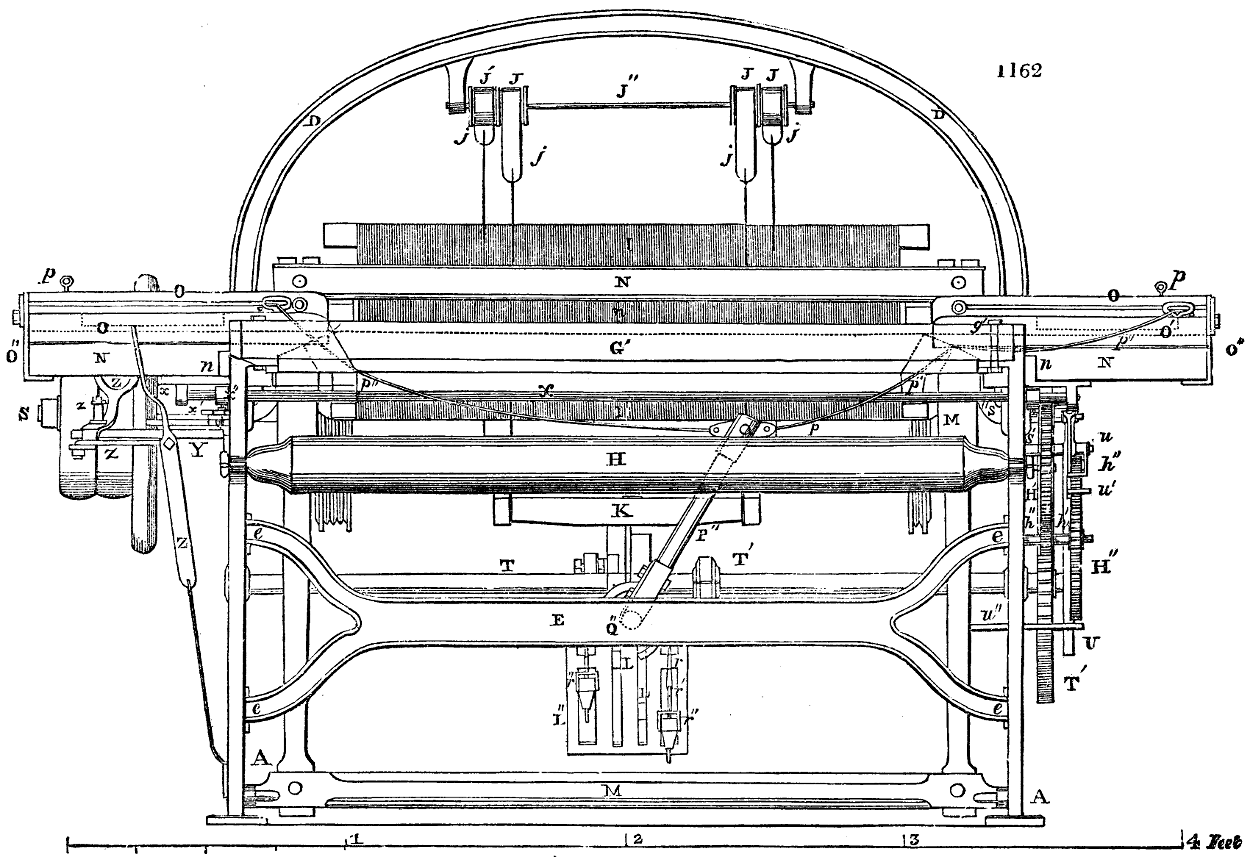 1162
D
D
j'
J
J''
J
J
j
j
j
j
I
N
p
p
O
O
O
O'
O''
O''
N
N
n
n
n
G'
g'
p''
p''
p''
p
x
z
Z
S
Z
Y
M
s'
u
h''
u'
H
H'
h''
h'
K
P''
e
e
T
T'
H''
Z
E
Q''
u''
U
T'
L
r
r'
r''
L''
e
e
A
M
A
1
2
3
4 Feet